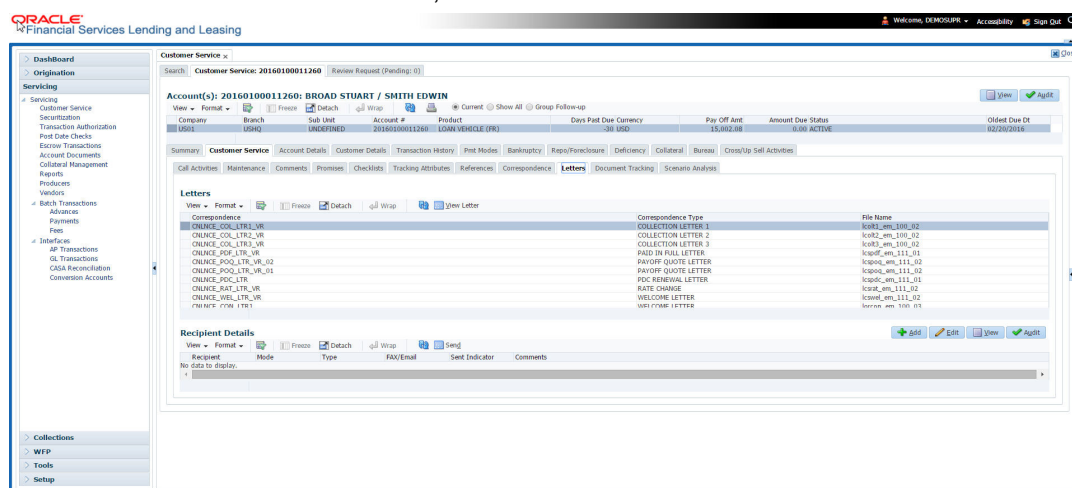 ORACLE
Financial Services Lending and Leasing
Welcome, DEMOSUPR Accessibility Sign Out
DashBoard
Origination
Servicing
Servicing
Customer Service
Securitization
Transaction Authorization
Post Date Checks
Escrow Transactions
Account Documents
Collateral Management
Reports
Producers
Vendors
Batch Transactions
Advances
Payments
Fees
Interfaces
AP Transactions
GL Transactions
CASA Reconciliation
Conversion Accounts
Collections
WFP
Tools
Setup
Customer Service x
Search Customer Service: 20160100011260 Review Request (Pending: 0)
Account(s): 20160100011260: BROAD STUART / SMITH EDWIN
View Audit
View Format Freeze Detach Wrap Current Show All Group Follow-up
Company Branch Sub Unit Account # Product Days Past Due Currency Pay Off Amt Amount Due Status Oldest Due Dt
US01 USHQ UNDEFINED 20160100011260 LOAN VEHICLE (FR) -30 USD 15,002.08 0.00 ACTIVE 02/20/2016
Summary Customer Service Account Details Customer Details Transaction History Pmt Modes Bankruptcy Repo/Foreclosure Deficiency Collateral Bureau Cross/Up Sell Activities
Call Activities Maintenance Comments Promises Checklists Tracking Attributes References Correspondence Letters Document Tracking Scenario Analysis
Letters
View Format Freeze Detach Wrap View Letter
Correspondence Correspondence Type File Name
CNLNCE_COL_LTR1_VR COLLECTION LETTER 1 lcolt1_em_100_02
CNLNCE_COL_LTR2_VR COLLECTION LETTER 2 lcolt2_em_100_02
CNLNCE_COL_LTR3_VR COLLECTION LETTER 3 lcolt3_em_100_02
CNLNCE_PDF_LTR_VR PAID IN FULL LETTER lcspdf_em_111_01
CNLNCE_POQ_LTR_VR_02 PAYOFF QUOTE LETTER lcspoq_em_111_02
CNLNCE_POQ_LTR_VR_01 PAYOFF QUOTE LETTER lcspoq_em_111_02
CNLNCE_PDC_LTR PDC RENEWAL LETTER lcspdc_em_111_01
CNLNCE_RAT_LTR_VR RATE CHANGE lcsrat_em_111_02
CNLNCE_WEL_LTR_VR WELCOME LETTER lcswel_em_111_02
CNLNCE_CON_LTR1 WELCOME LETTER lorcon_em_100_03
Recipient Details
Add Edit View Audit
View Format Freeze Detach Wrap Send
Recipient Mode Type FAX/Email Sent Indicator Comments
No data to display.